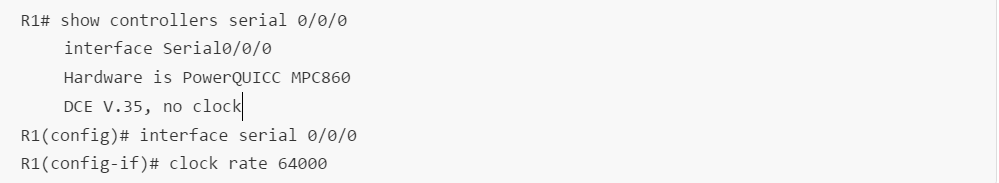 R1# show controllers serial 0/0/0
interface Serial0/0/0
Hardware is PowerQUICC MPC860
DCE V.35, no clock
R1(config)# interface serial 0/0/0
R1(config-if)# clock rate 64000